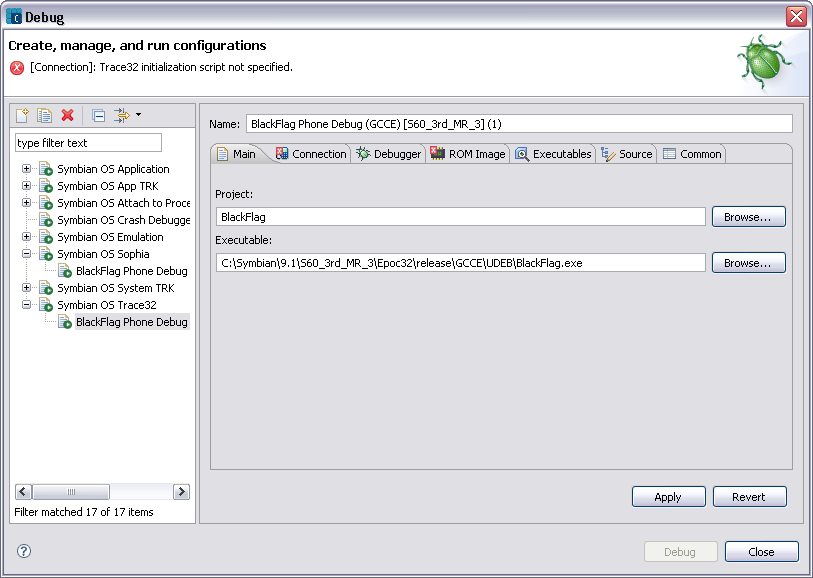 Debug
Create, manage, and run configurations
[Connection]: Trace32 initialization script not specified.
type filter text
Symbian OS Application
Symbian OS App TRK
Symbian OS Attach to Proce
Symbian OS Crash Debugge
Symbian OS Emulation
Symbian OS Sophia
BlackFlag Phone Debug
Symbian OS System TRK
Symbian OS Trace32
BlackFlag Phone Debug
Filter matched 17 of 17 items
Name: BlackFlag Phone Debug (GCCE) [S60_3rd_MR_3] (1)
Main Connection Debugger ROM Image Executables Source Common
Project:
BlackFlag Browse...
Executable:
C:\Symbian\9.1\S60_3rd_MR_3\Epoc32\release\GCCE\UDEB\BlackFlag.exe Browse...
Apply Revert
? Debug Close